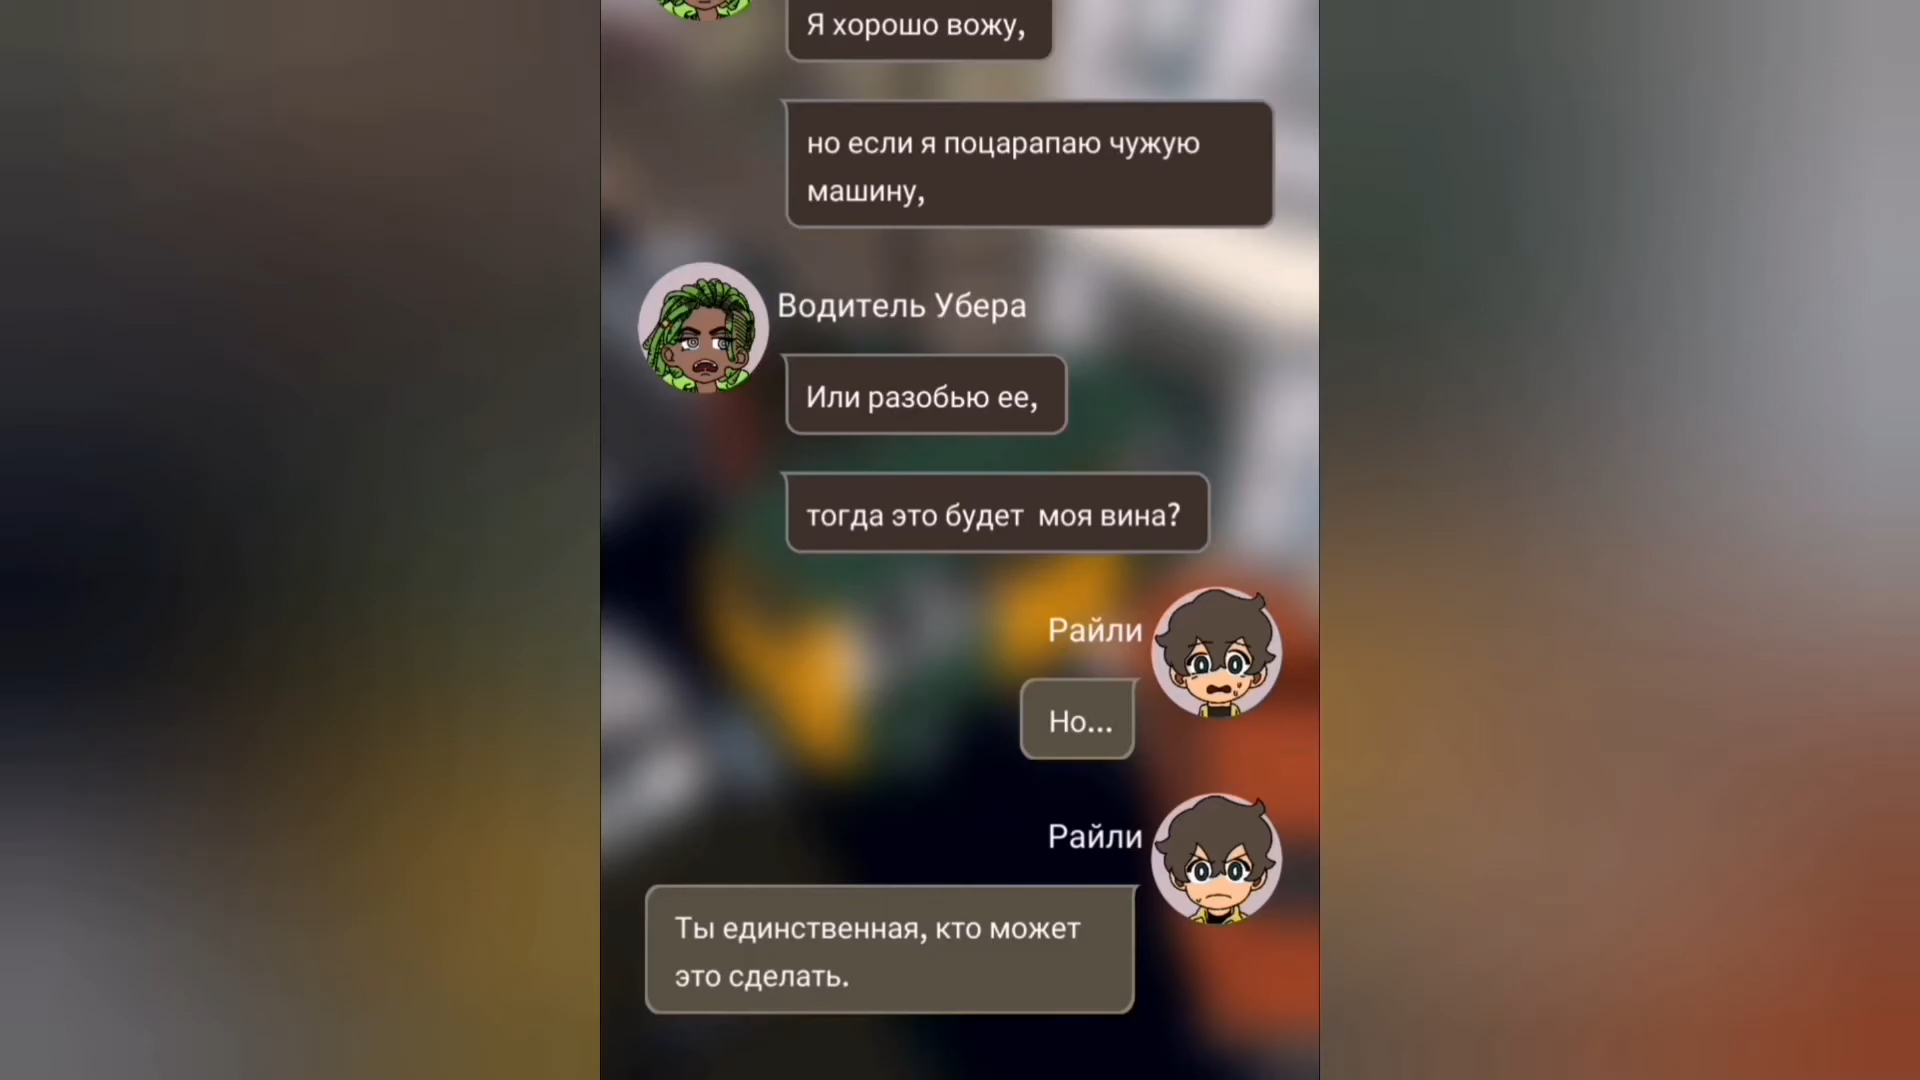 Я хорошо вожу,
но если я поцарапаю чужую
машину,
Водитель Убера
Или разобью ее,
тогда это будет  моя вина?
Райли
Но...
Райли
Ты единственная, кто может
это сделать.